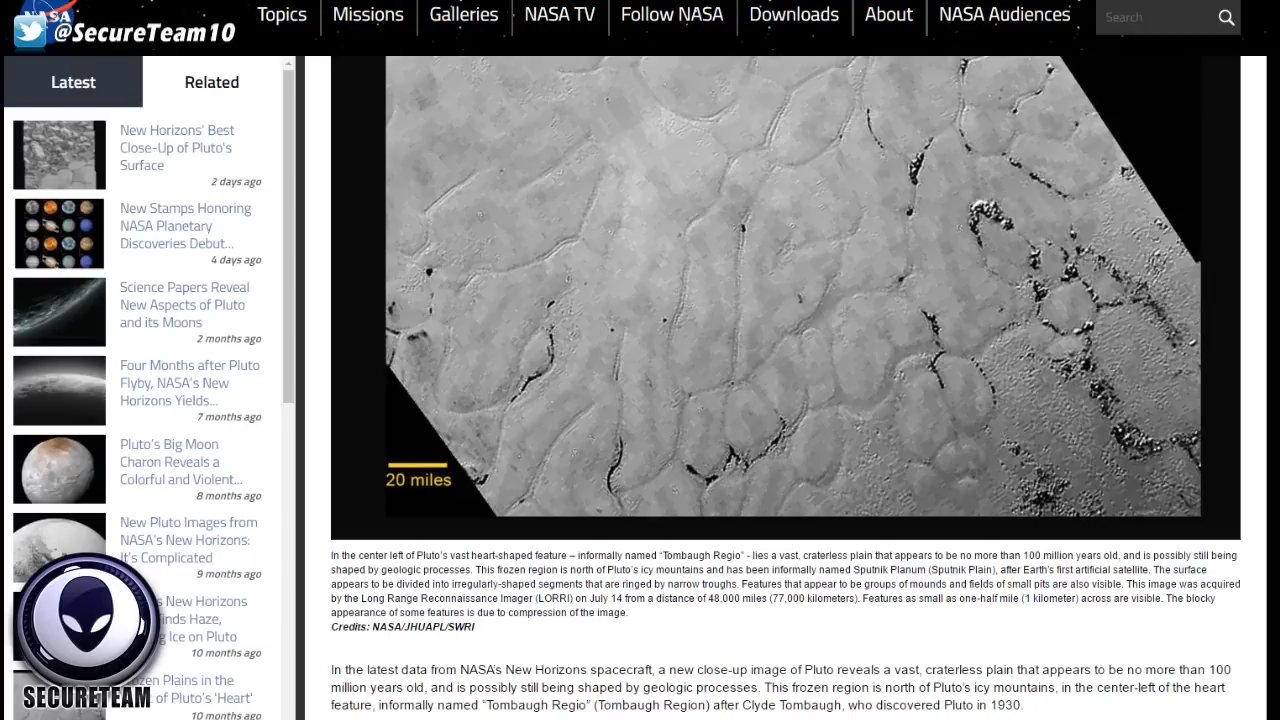 NASA
@SecureTeam10
Topics
Missions
Galleries
NASA TV
Follow NASA
Downloads
About
NASA Audiences
Search
Latest
Related
New Horizons' Best
Close-Up of Pluto's
Surface
2 days ago
New Stamps Honoring
NASA Planetary
Discoveries Debut...
4 days ago
Science Papers Reveal
New Aspects of Pluto
and its Moons
2 months ago
Four Months after Pluto
Flyby, NASA's New
Horizons Yields...
7 months ago
Pluto's Big Moon
Charon Reveals a
Colorful and Violent...
8 months ago
New Pluto Images from
NASA's New Horizons:
It's Complicated
9 months ago
's New Horizons
Finds Haze,
Ice on Pluto
10 months ago
Frozen Plains in the
of Pluto's 'Heart'
10 months ago
SECURETEAM
20 miles
In the center left of Pluto's vast heart-shaped feature – informally named “Tombaugh Regio” - lies a vast, craterless plain that appears to be no more than 100 million years old, and is possibly still being
shaped by geologic processes. This frozen region is north of Pluto's icy mountains and has been informally named Sputnik Planum (Sputnik Plain), after Earth's first artificial satellite. The surface
appears to be divided into irregularly-shaped segments that are ringed by narrow troughs. Features that appear to be groups of mounds and fields of small pits are also visible. This image was acquired
by the Long Range Reconnaissance Imager (LORRI) on July 14 from a distance of 48,000 miles (77,000 kilometers). Features as small as one-half mile (1 kilometer) across are visible. The blocky
appearance of some features is due to compression of the image.
Credits: NASA/JHUAPL/SWRI
In the latest data from NASA's New Horizons spacecraft, a new close-up image of Pluto reveals a vast, craterless plain that appears to be no more than 100
million years old, and is possibly still being shaped by geologic processes. This frozen region is north of Pluto's icy mountains, in the center-left of the heart
feature, informally named “Tombaugh Regio” (Tombaugh Region) after Clyde Tombaugh, who discovered Pluto in 1930.